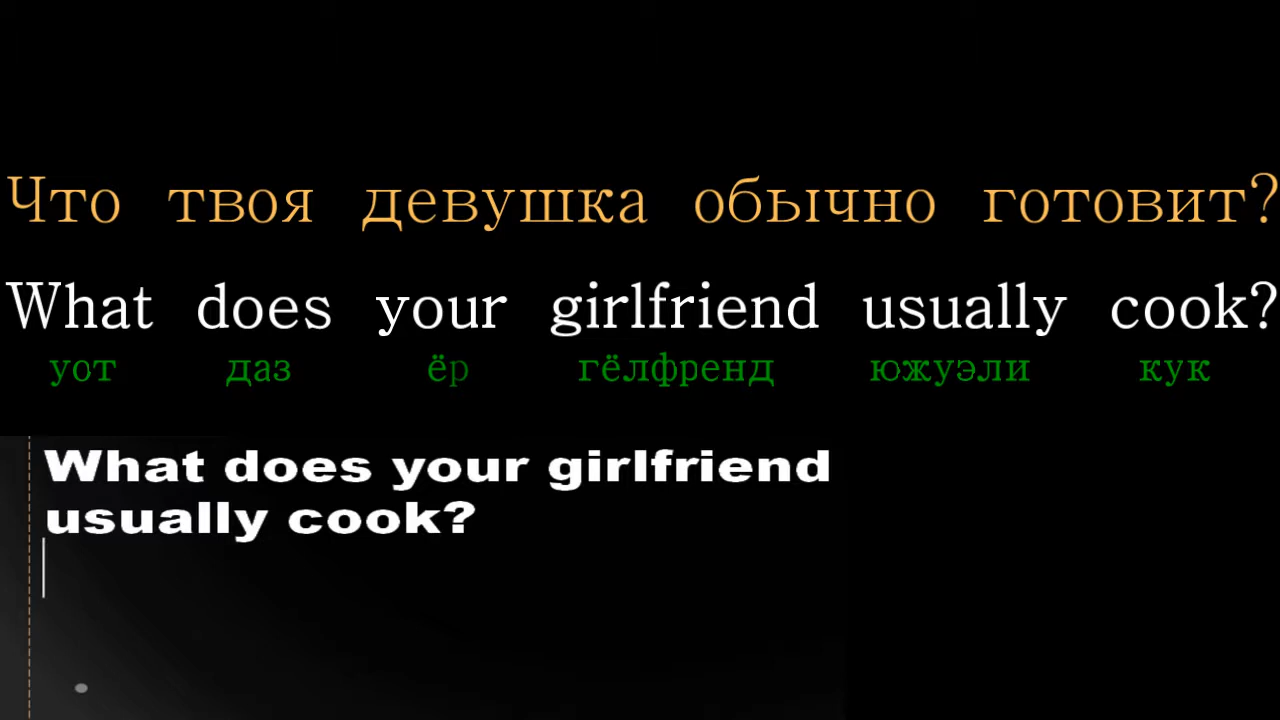 Что твоя девушка обычно готовит?
What does your girlfriend usually cook?
уот даз ёр гёлфренд южуэли кук
What does your girlfriend
usually cook?